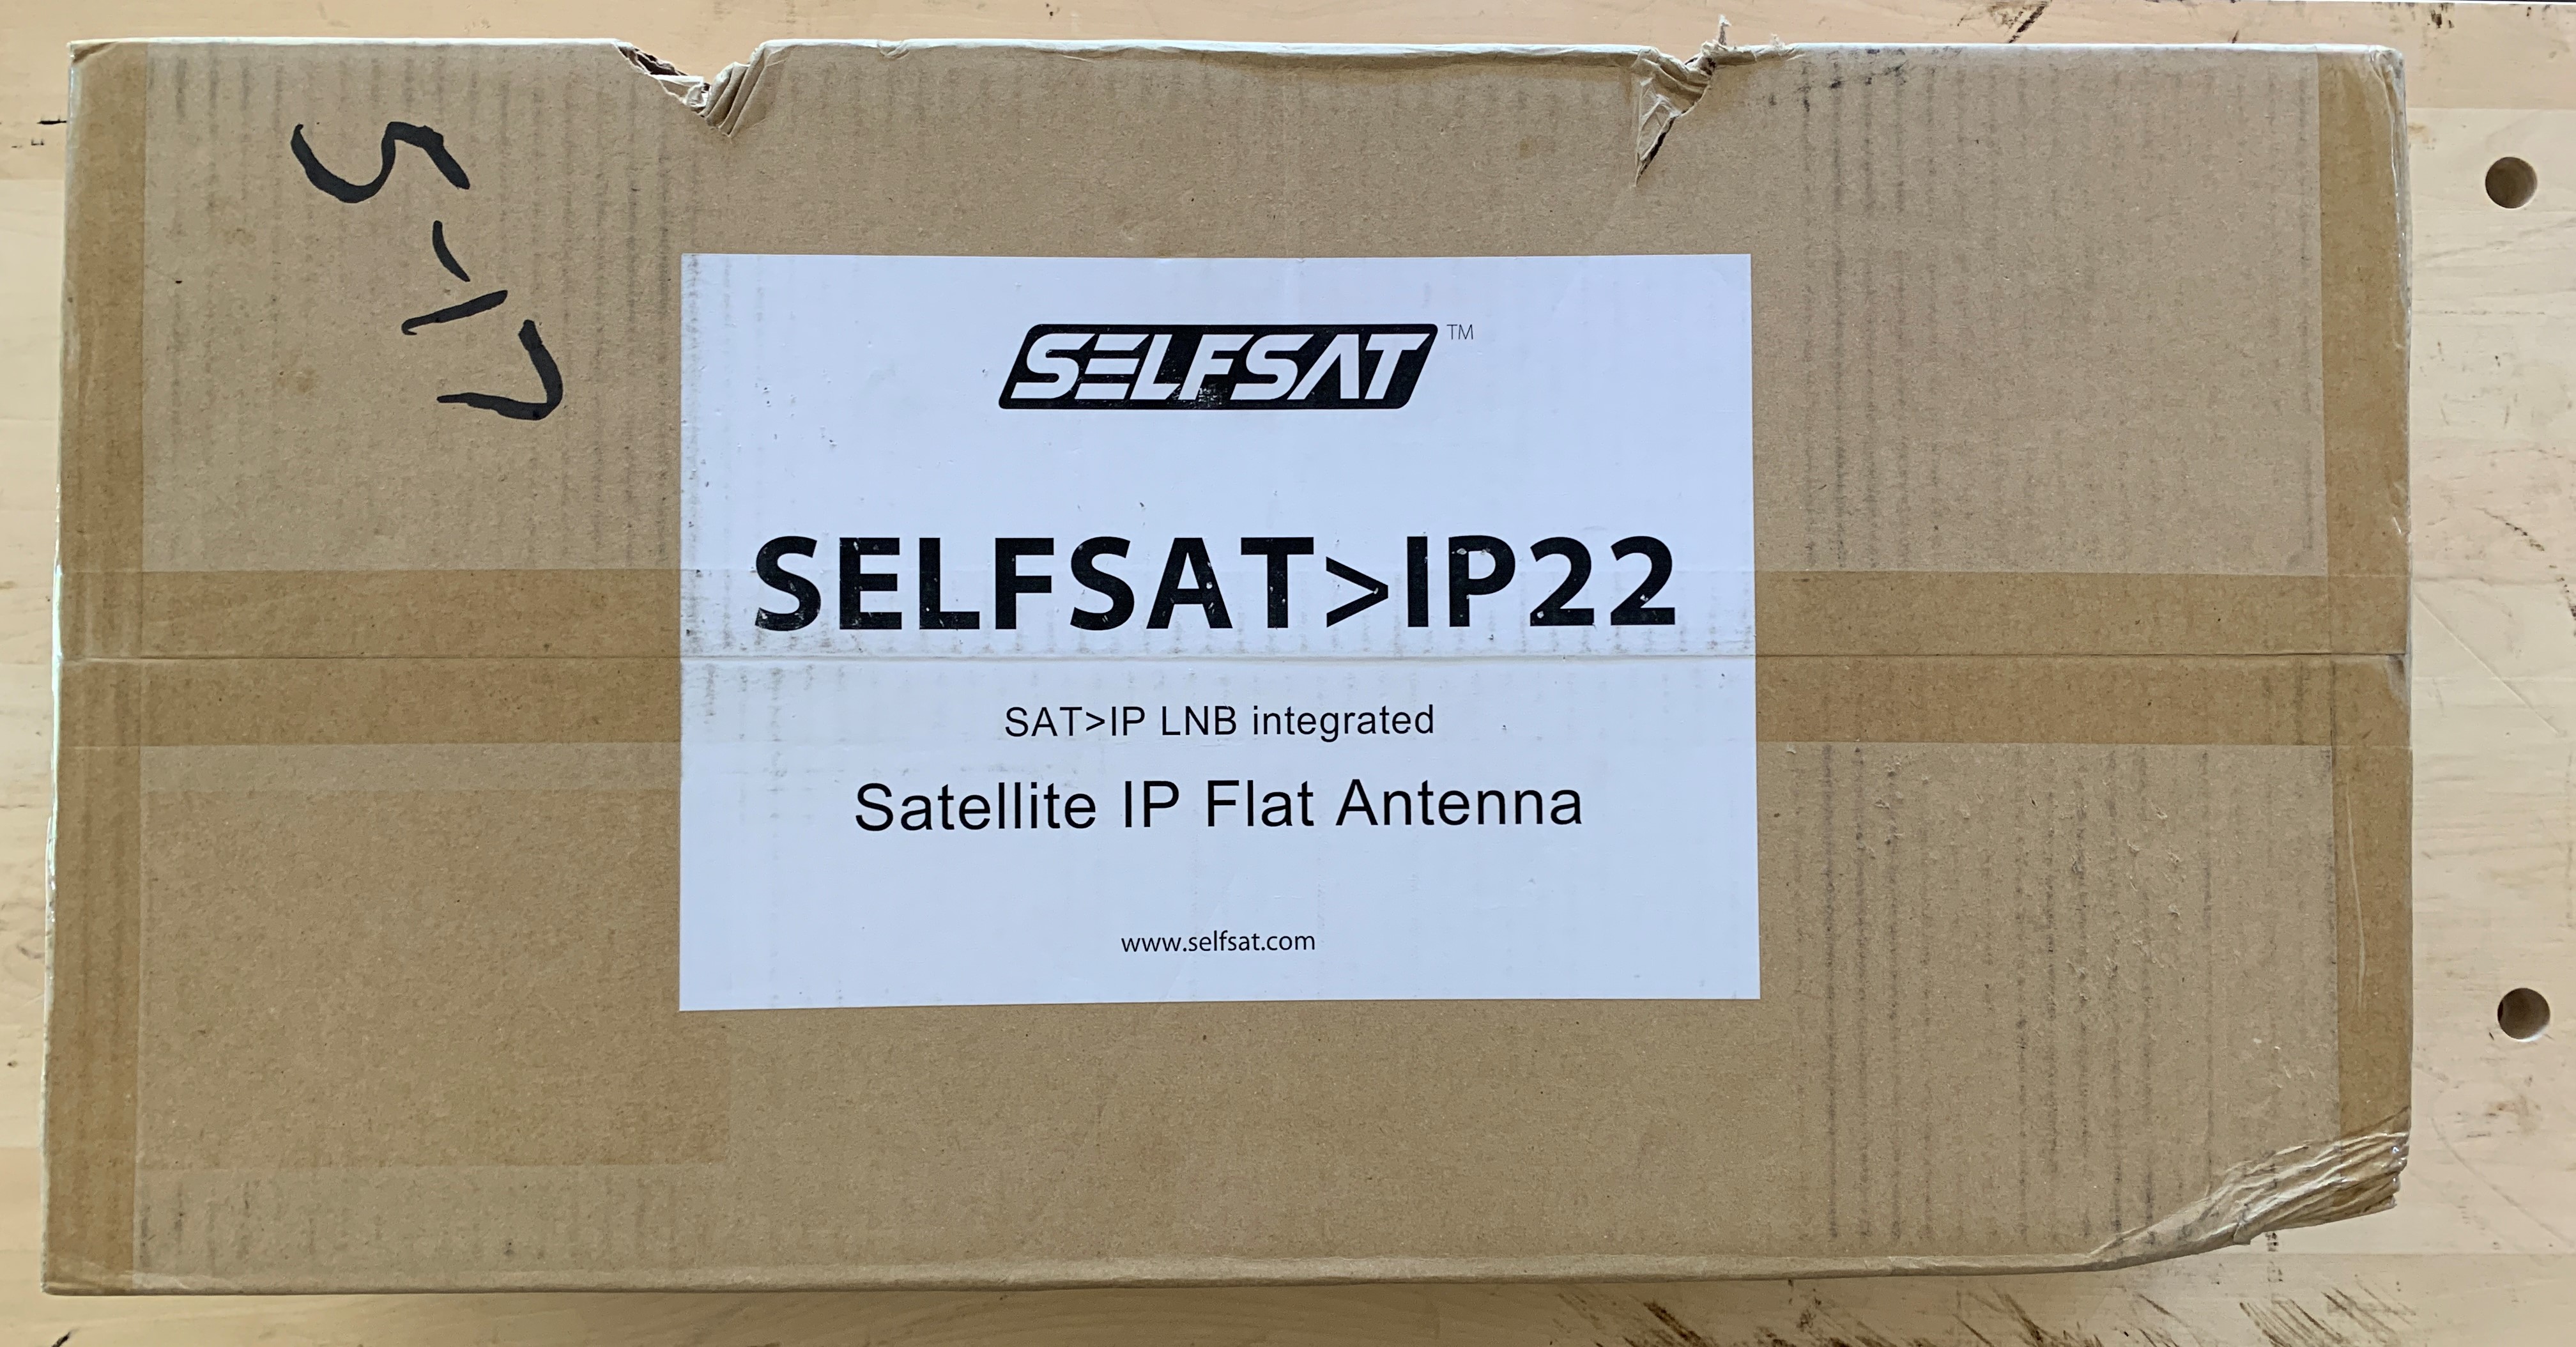 5-17
SELFSAT™
SELFSAT>IP22
SAT>IP LNB integrated
Satellite IP Flat Antenna
www.selfsat.com